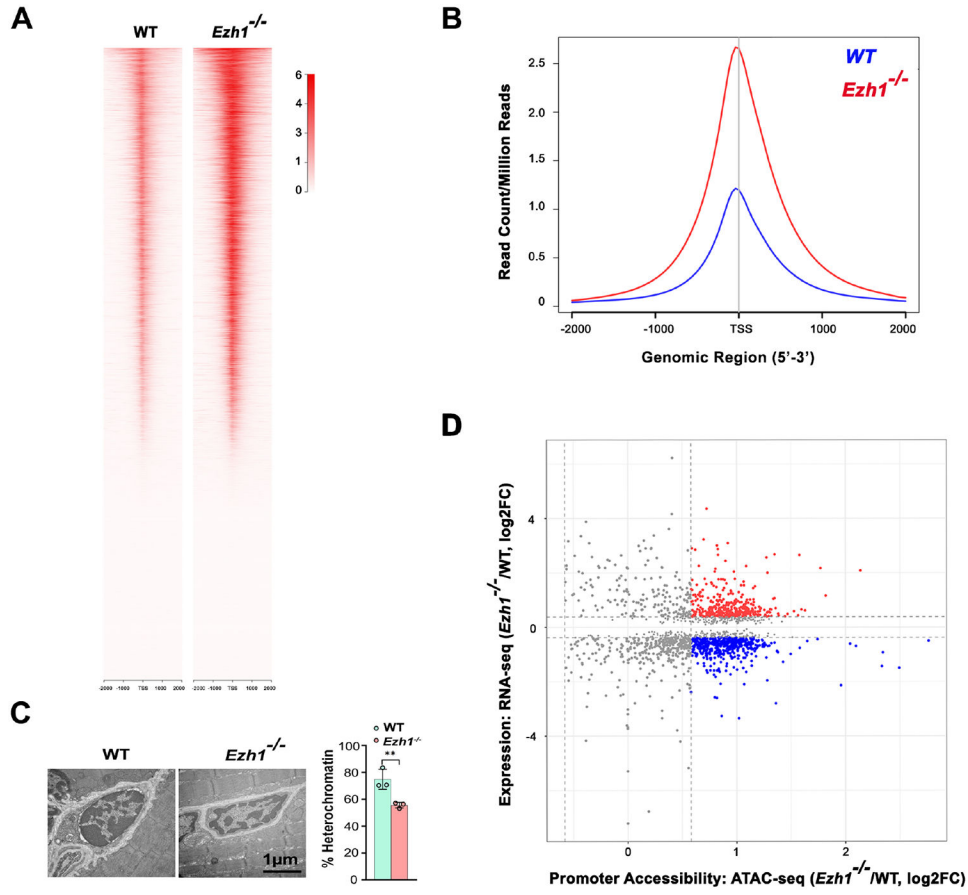 A
WT Ezh1-/-
6
4
3
1
0
-2000 -1000 TSS 1000 2000 -2000 -1000 TSS 1000 2000
B
WT
Ezh1-/-
Read Count/Million Reads
2.5
2.0
1.5
1.0
0.5
0
-2000 -1000 TSS 1000 2000
Genomic Region (5'-3')
C
WT Ezh1-/-
1µm
WT
Ezh1-/-
**
% Heterochromatin
100
80
60
40
20
0
D
Expression: RNA-seq (Ezh1-/-/WT, log2FC)
4
0
-4
0 1 2
Promoter Accessibility: ATAC-seq (Ezh1-/-/WT, log2FC)